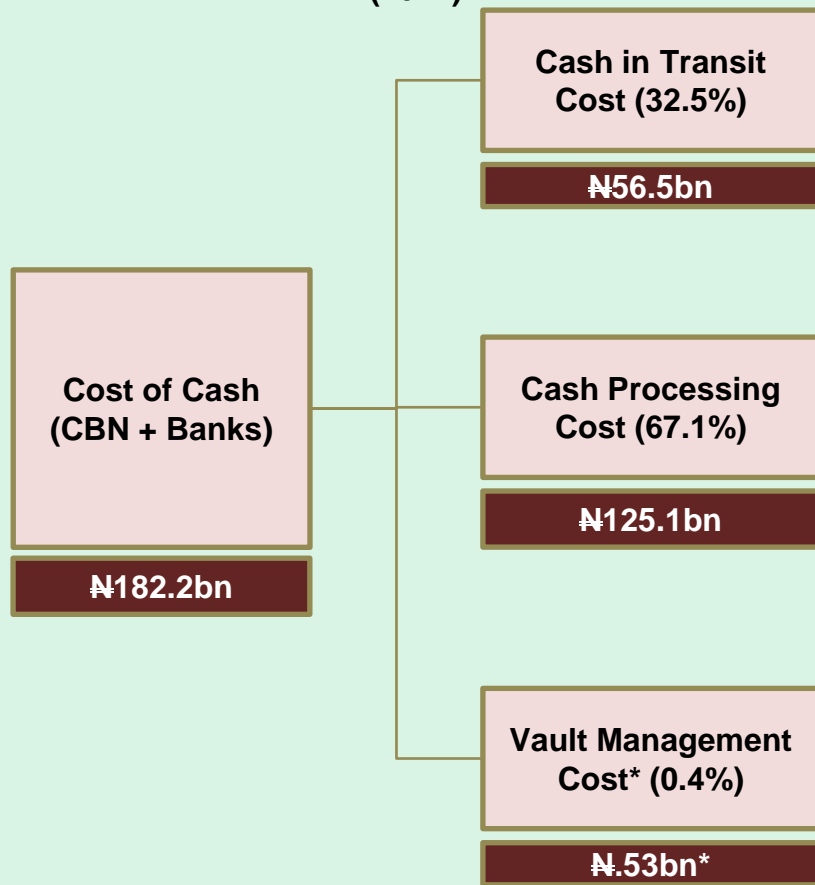 Cash in Transit
Cost (32.5%)
₦56.5bn
Cost of Cash
(CBN + Banks)
₦182.2bn
Cash Processing
Cost (67.1%)
₦125.1bn
Vault Management
Cost* (0.4%)
₦.53bn*